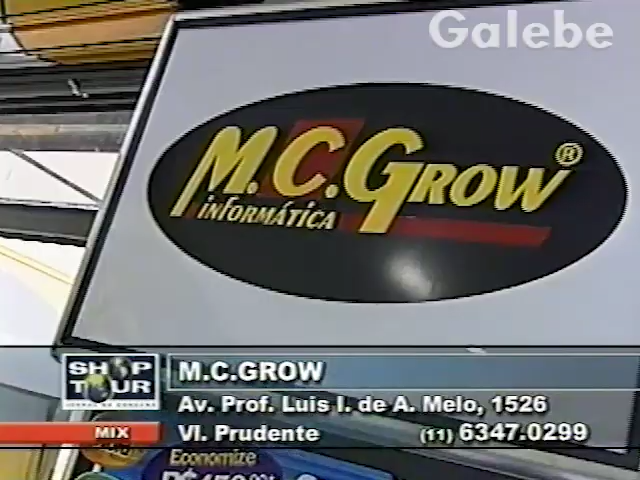 Galebe
M.C.GROW ®
INFORMÁTICA
SHOP TOUR
M.C.GROW
Av. Prof. Luis I. de A. Melo, 1526
MIX
Vl. Prudente (11) 6347.0299
Economize